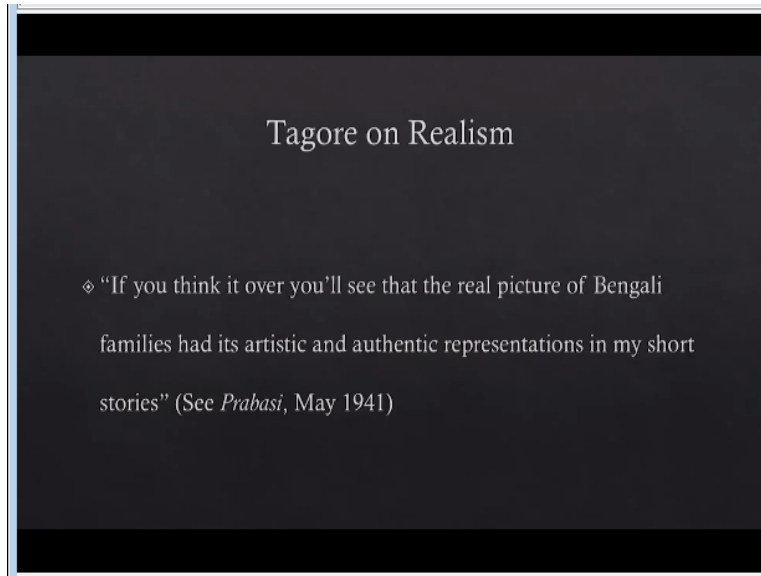 Tagore on Realism
“If you think it over you’ll see that the real picture of Bengali
families had its artistic and authentic representations in my short
stories” (See Prabasi, May 1941)